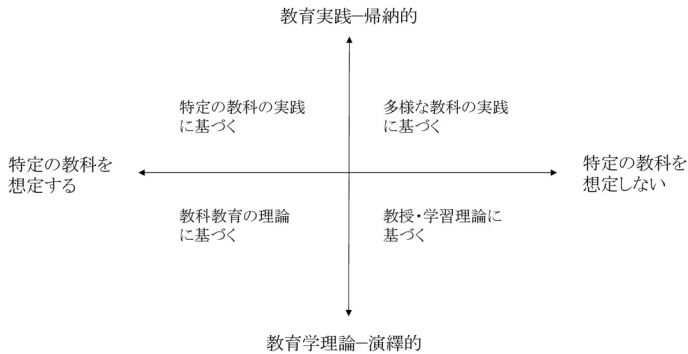 教育実践—帰納的
特定の教科の実践
に基づく
多様な教科の実践
に基づく
特定の教科を
想定する
特定の教科を
想定しない
教科教育の理論
に基づく
教授・学習理論に
基づく
教育学理論—演繹的